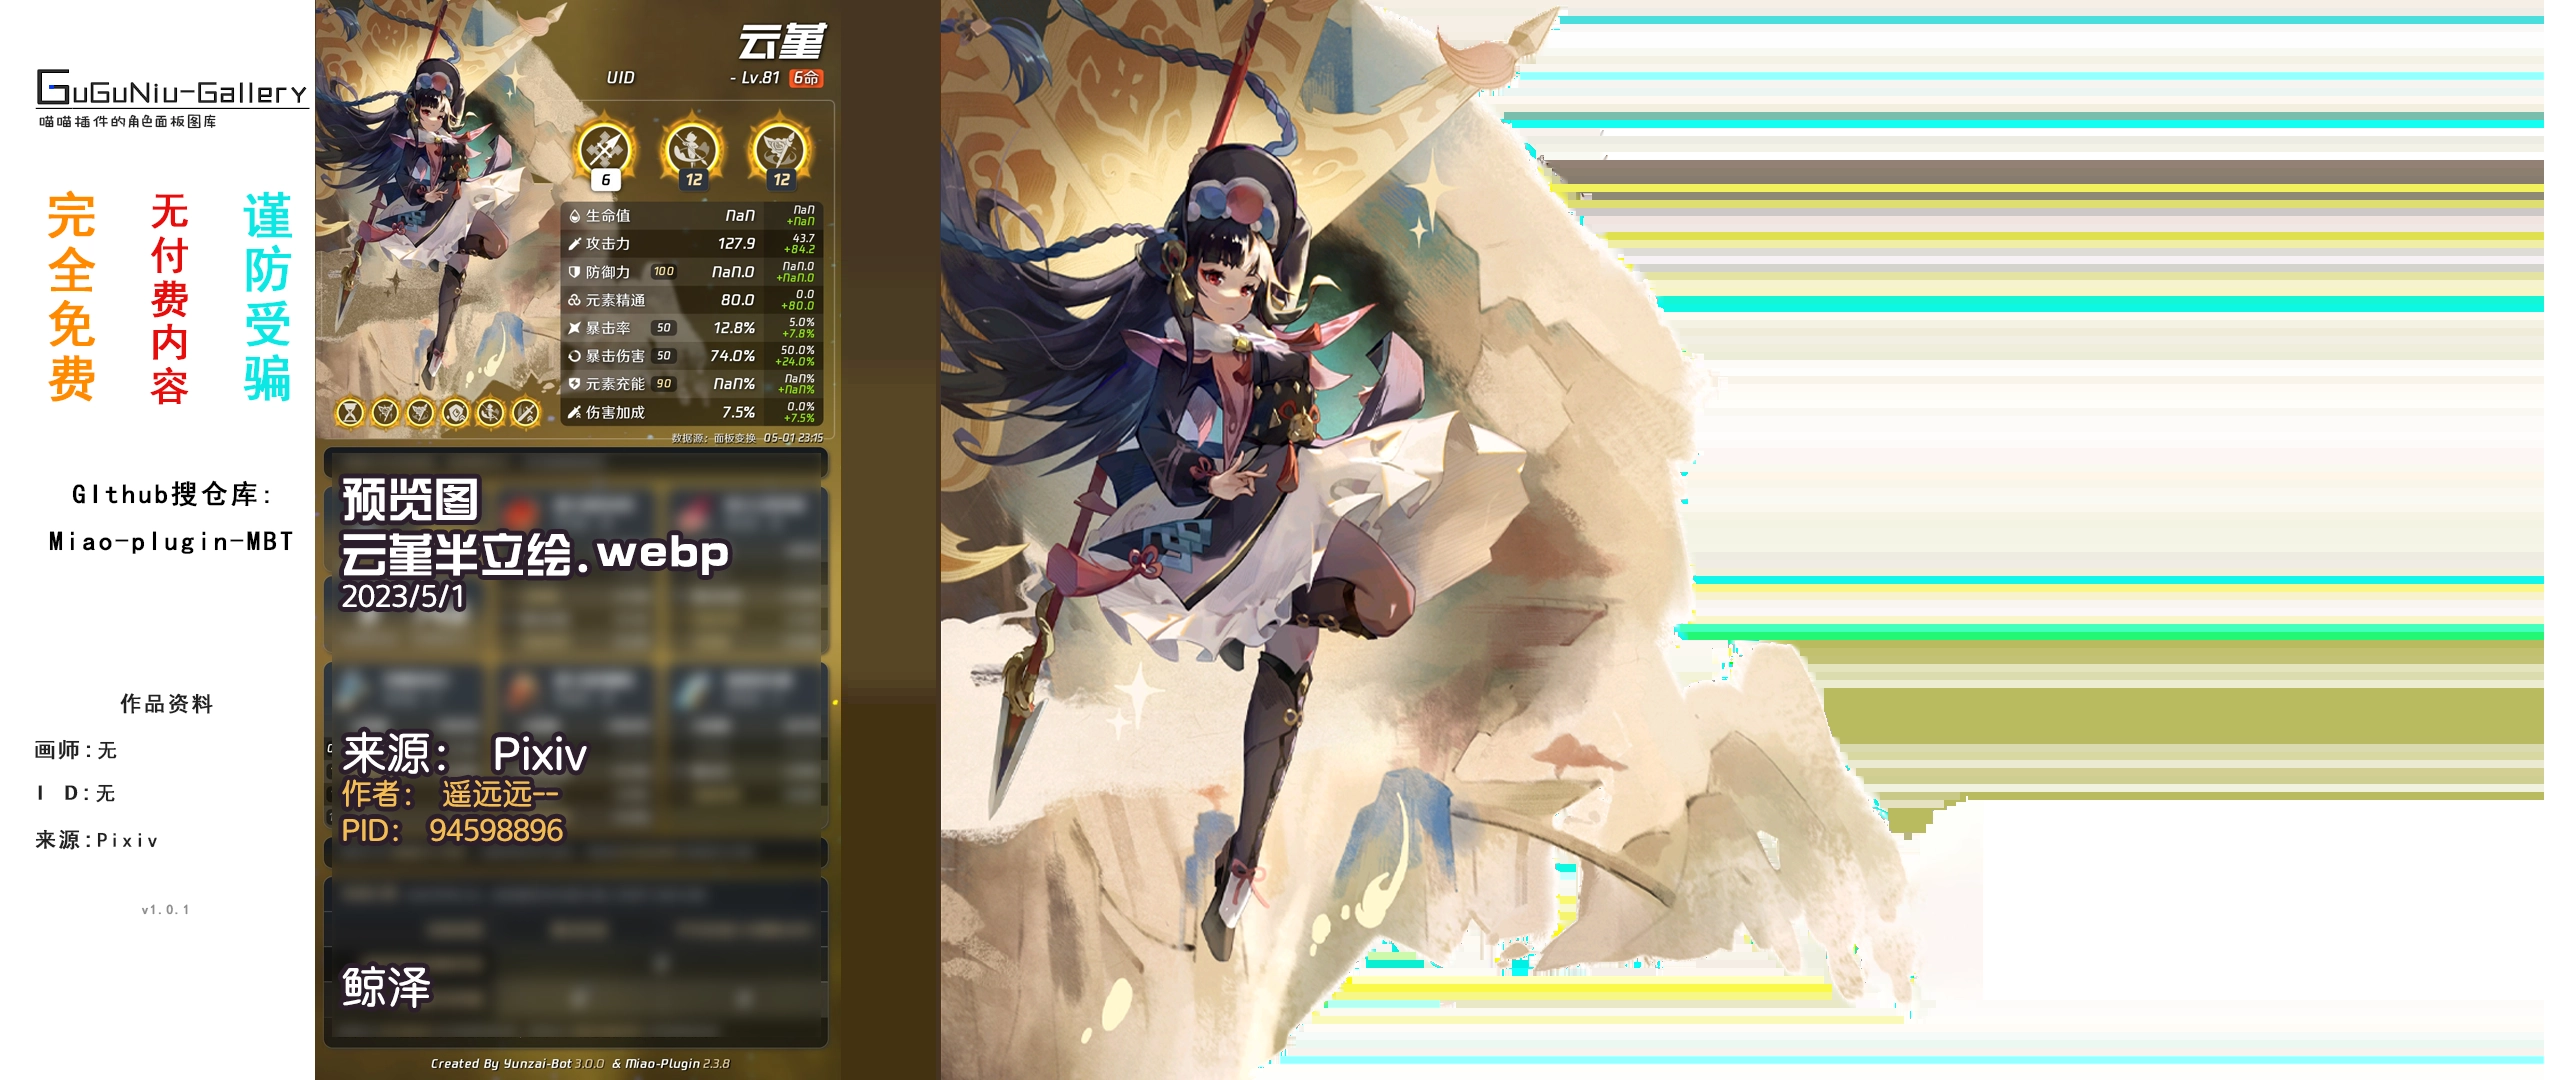 GuGuNiu-Gallery
喵喵插件的角色面板图库
完全免费
无付费内容
谨防受骗
GIthub搜仓库:
Miao-plugin-MBT
作品资料
画师:无
I D:无
来源:Pixiv
v1.0.1
云堇
UID - Lv.81 6命
6 12 12
生命值 NaN NaN +NaN
攻击力 127.9 43.7 +84.2
防御力 100 NaN.0 NaN.0 +NaN.0
元素精通 80.0 0.0 +80.0
暴击率 50 12.8% 5.0% +7.8%
暴击伤害 50 74.0% 50.0% +24.0%
元素充能 90 NaN% NaN% +NaN%
伤害加成 7.5% 0.0% +7.5%
数据源：面板变换 05-01 23:15
预览图
云堇半立绘.webp
2023/5/1
来源： Pixiv
作者： 遥远远--
PID： 94598896
鲸泽
Created By Yunzai-Bot 3.0.0 & Miao-Plugin 2.3.8